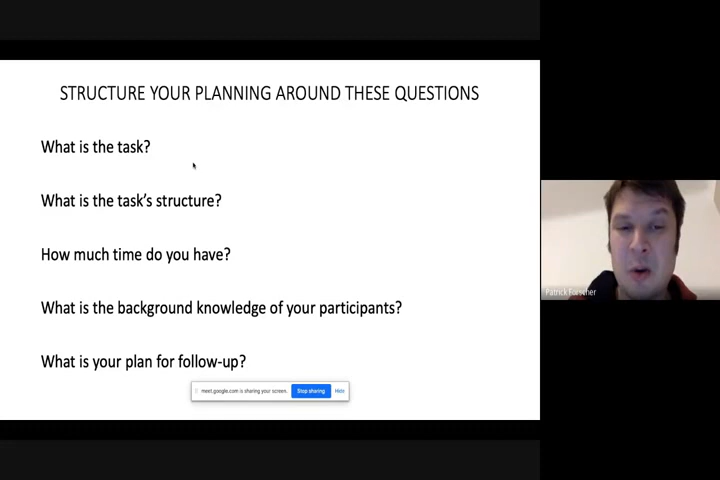 STRUCTURE YOUR PLANNING AROUND THESE QUESTIONS
What is the task?
What is the task's structure?
How much time do you have?
What is the background knowledge of your participants?
What is your plan for follow-up?
meet.google.com is sharing your screen. Stop sharing Hide
Patrick Forscher